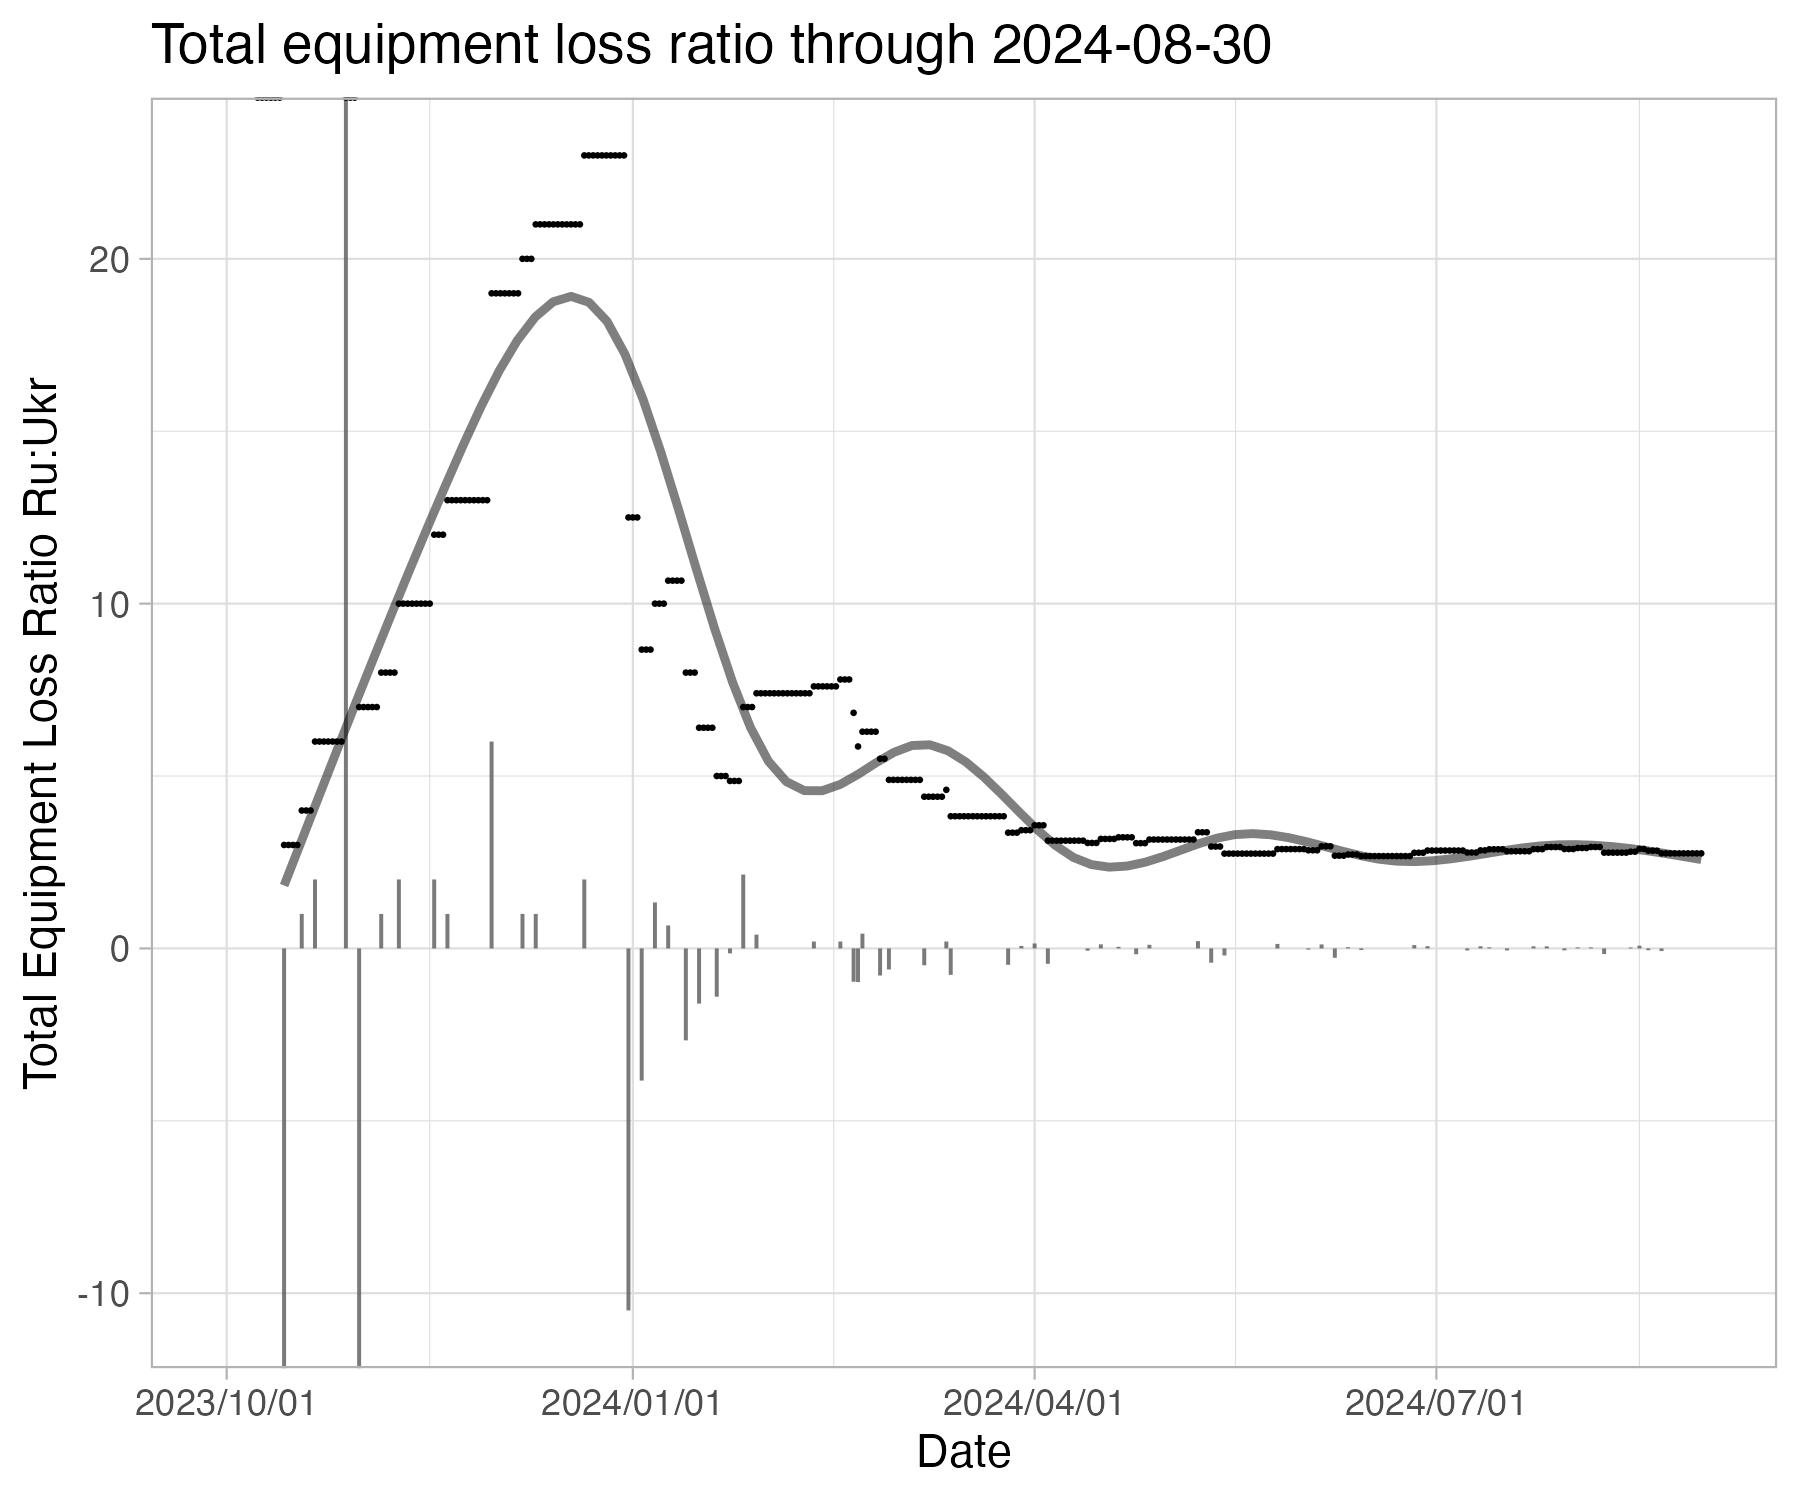 Total equipment loss ratio through 2024-08-30
Total Equipment Loss Ratio Ru:Ukr
20
10
0
-10
2023/10/01
2024/01/01
2024/04/01
2024/07/01
Date